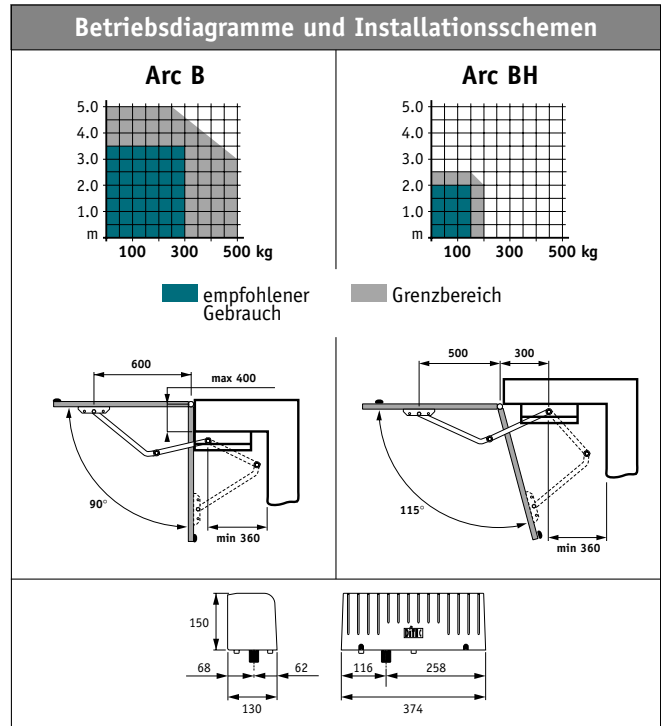 Betriebsdiagramme und Installationsschemen
Arc B
5.0
4.0
3.0
2.0
1.0
m
100 300 500 kg
Arc BH
5.0
4.0
3.0
2.0
1.0
m
100 300 500 kg
empfohlener
Gebrauch
Grenzbereich
600
max 400
90°
min 360
500 300
115°
min 360
150
68 62
130
116 258
374